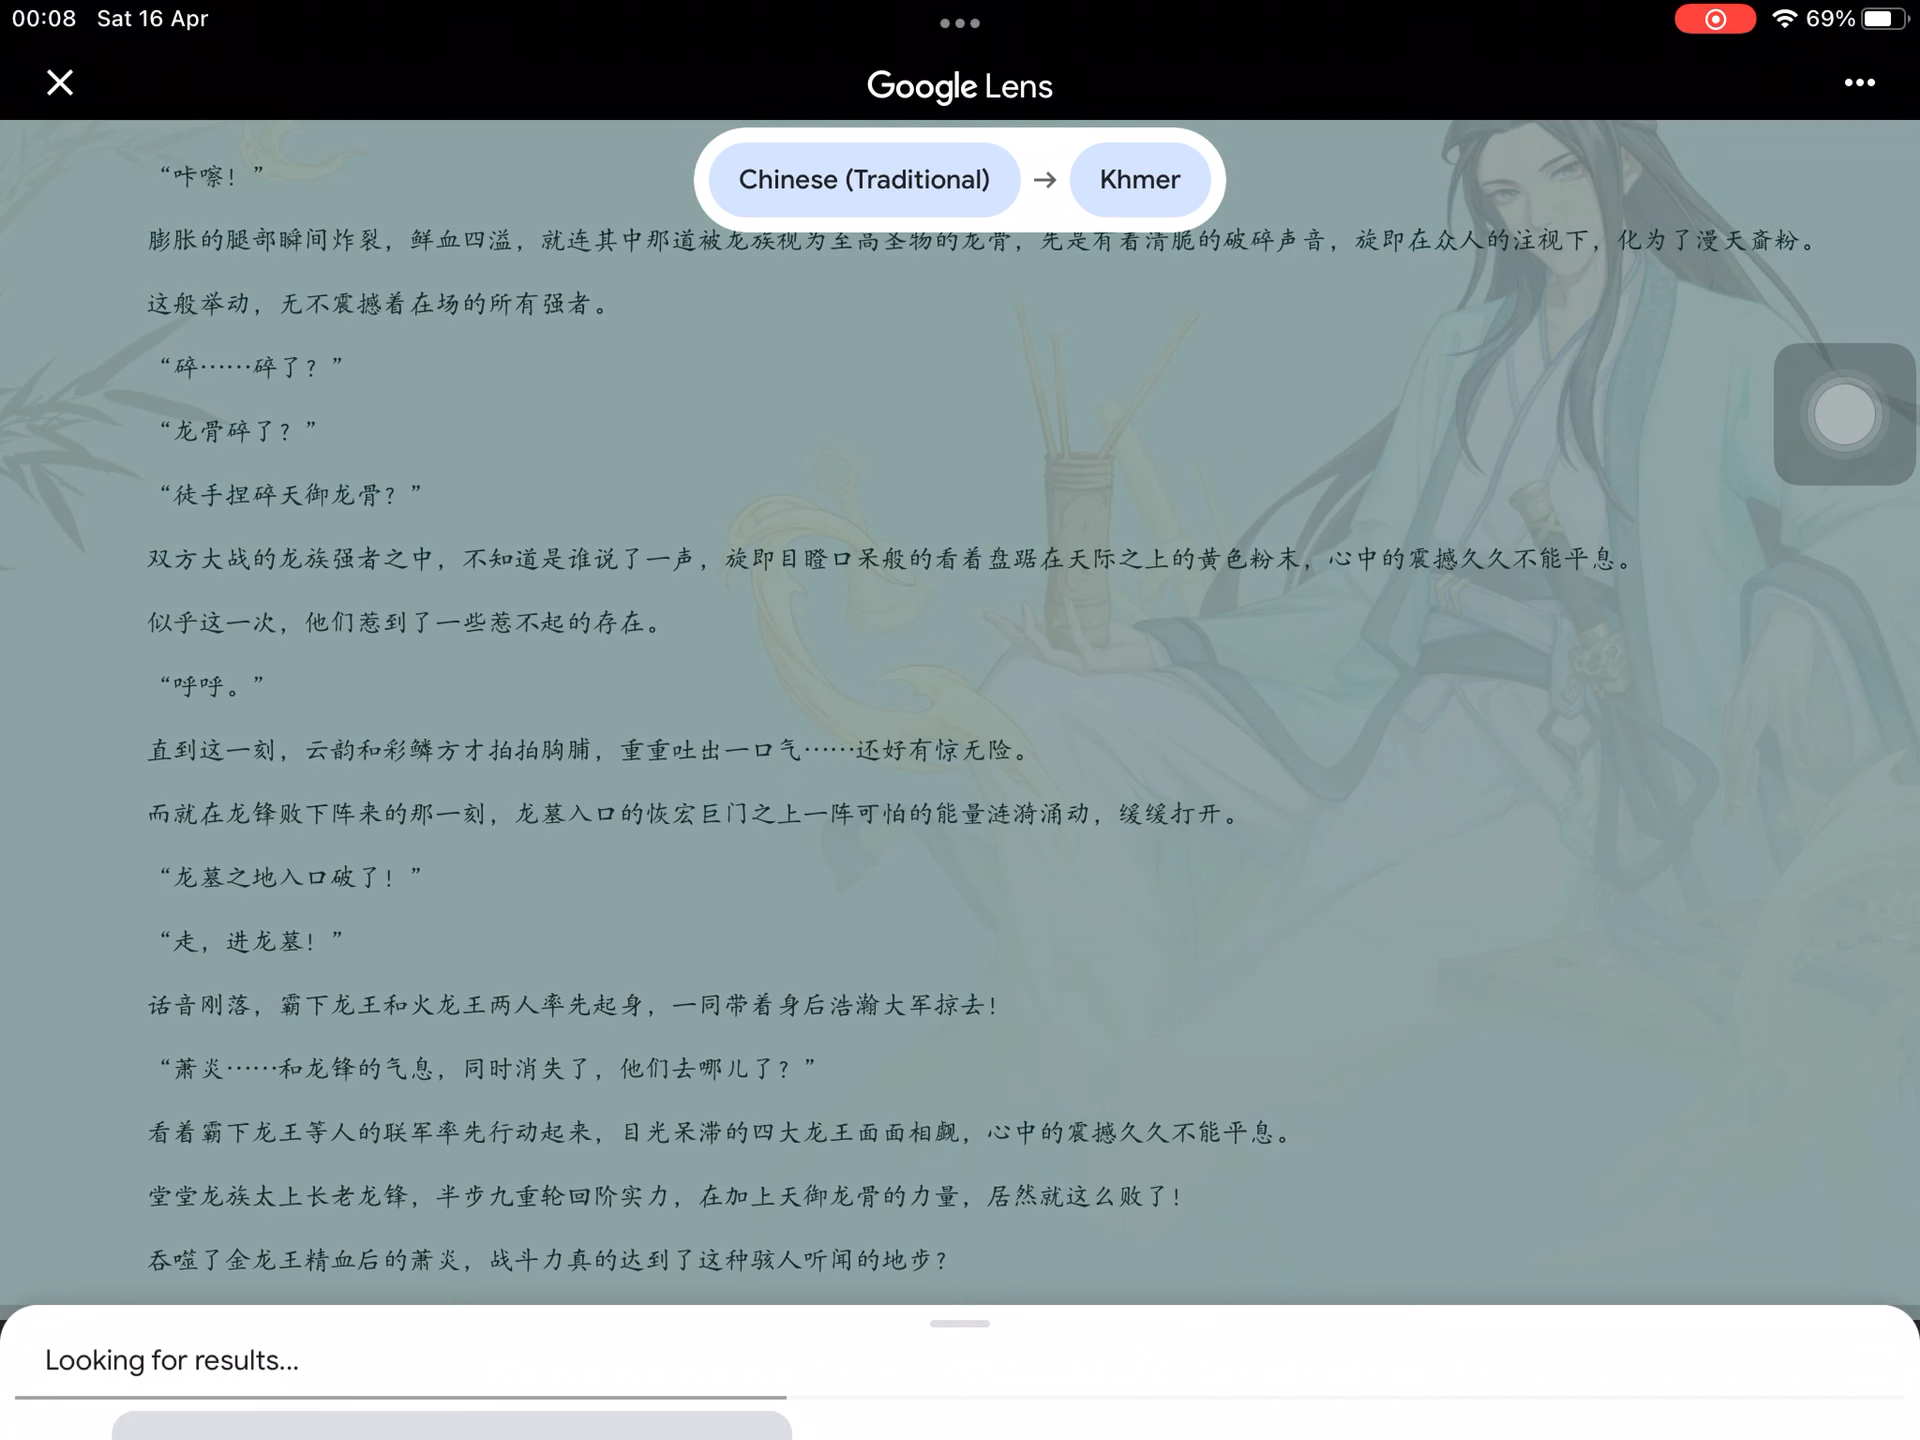 00:08 Sat 16 Apr
69%
Google Lens
Chinese (Traditional) → Khmer
“咔嚓！”
膨胀的腿部瞬间炸裂，鲜血四溢，就连其中那道被龙族视为至高圣物的龙骨，先是有着清脆的破碎声音，旋即在众人的注视下，化为了漫天齑粉。
这般举动，无不震撼着在场的所有强者。
“碎……碎了？”
“龙骨碎了？”
“徒手捏碎天御龙骨？”
双方大战的龙族强者之中，不知道是谁说了一声，旋即目瞪口呆般的看着盘踞在天际之上的黄色粉末，心中的震撼久久不能平息。
似乎这一次，他们惹到了一些惹不起的存在。
“呼呼。”
直到这一刻，云韵和彩鳞方才拍拍胸脯，重重吐出一口气……还好有惊无险。
而就在龙锋败下阵来的那一刻，龙墓入口的恢宏巨门之上一阵可怕的能量涟漪涌动，缓缓打开。
“龙墓之地入口破了！”
“走，进龙墓！”
话音刚落，霸下龙王和火龙王两人率先起身，一同带着身后浩瀚大军掠去！
“萧炎……和龙锋的气息，同时消失了，他们去哪儿了？”
看着霸下龙王等人的联军率先行动起来，目光呆滞的四大龙王面面相觑，心中的震撼久久不能平息。
堂堂龙族太上长老龙锋，半步九重轮回阶实力，在加上天御龙骨的力量，居然就这么败了！
吞噬了金龙王精血后的萧炎，战斗力真的达到了这种骇人听闻的地步？
Looking for results...